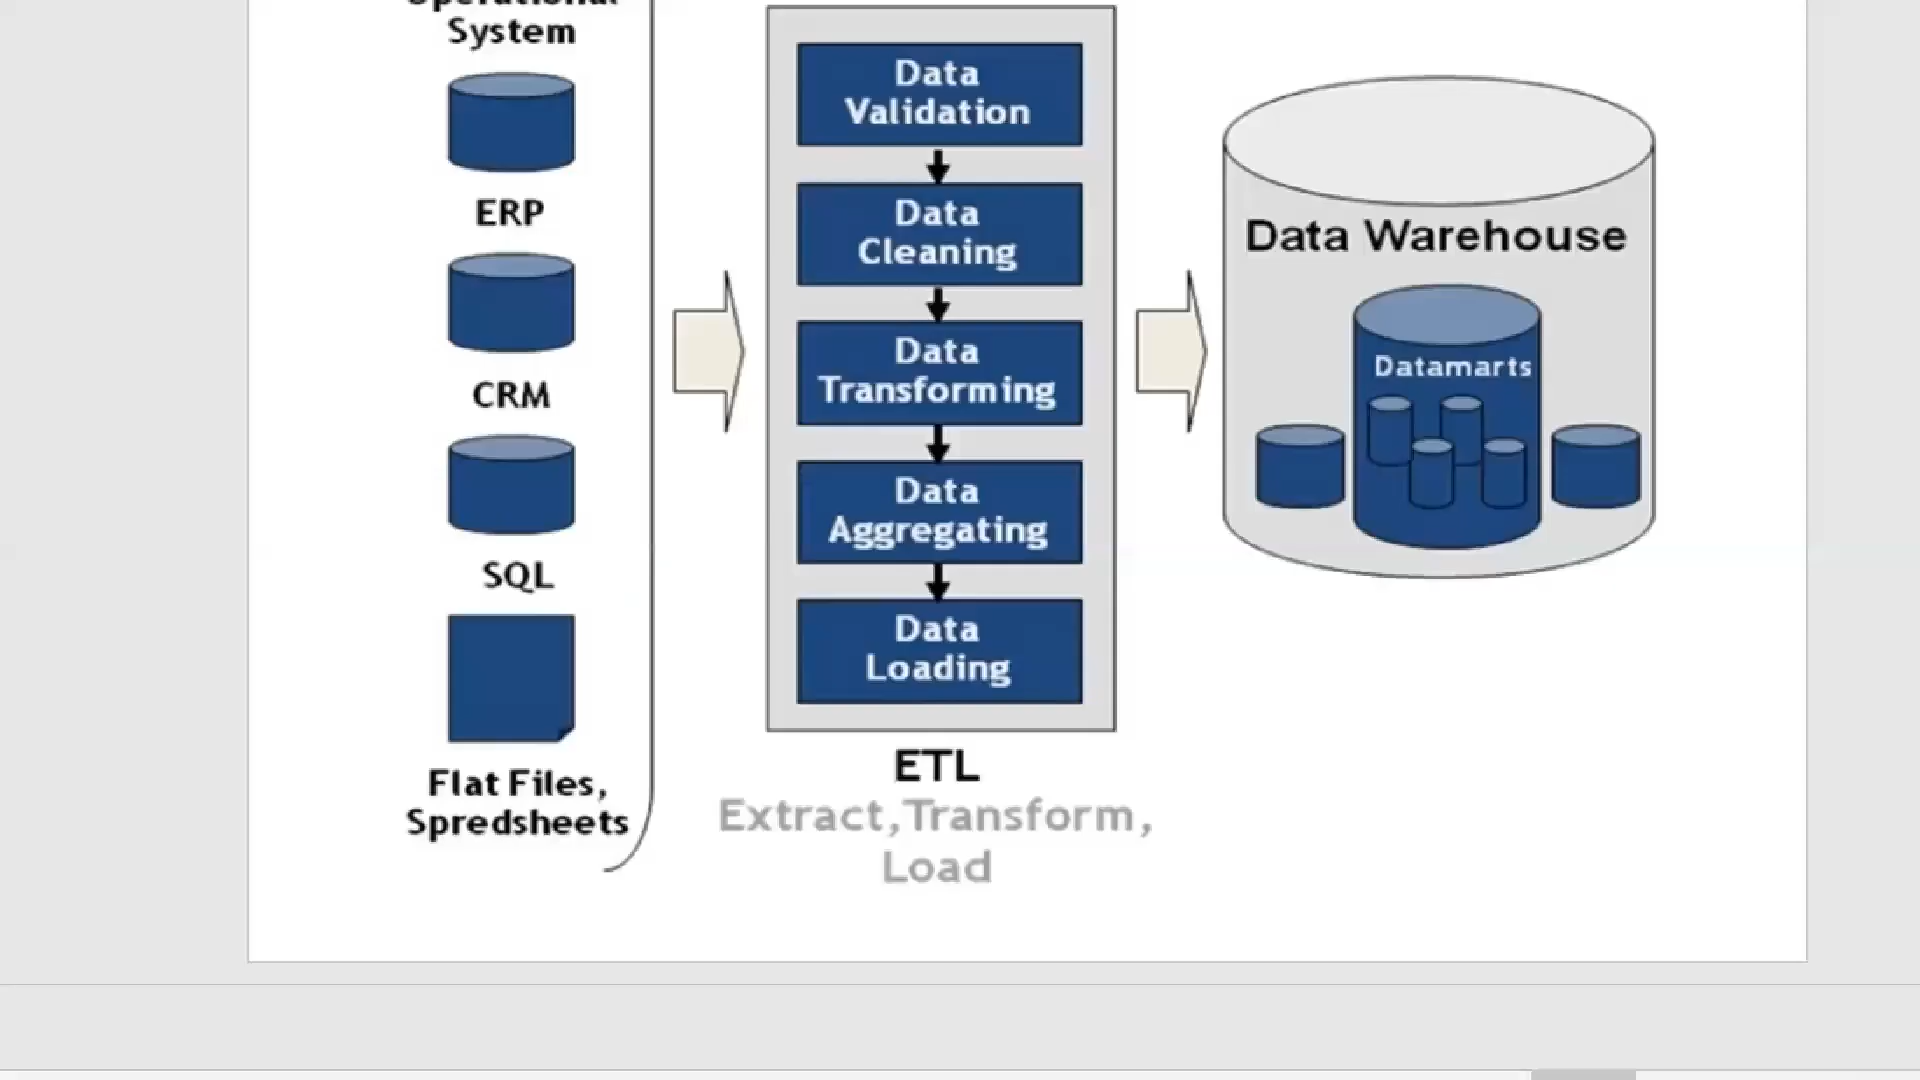 Operational
System
ERP
CRM
SQL
Flat Files,
Spredsheets
Data
Validation
Data
Cleaning
Data
Transforming
Data
Aggregating
Data
Loading
ETL
Extract,Transform,
Load
Data Warehouse
Datamarts